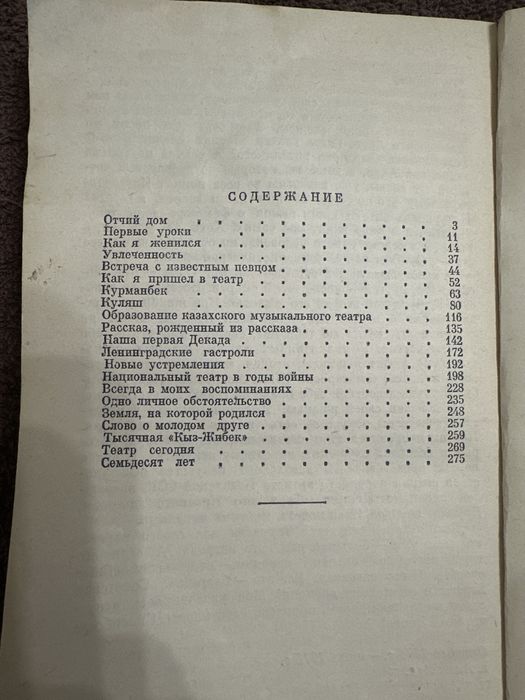 СОДЕРЖАНИЕ
Отчий дом . . . . . . . . . . . 3
Первые уроки . . . . . . . . . . 11
Как я женился . . . . . . . . . . 14
Увлеченность . . . . . . . . . . 37
Встреча с известным певцом . . . . . . . 44
Как я пришел в театр . . . . . . . . 52
Курманбек . . . . . . . . . . . 63
Куляш . . . . . . . . . . . . 80
Образование казахского музыкального театра . . . 116
Рассказ, рожденный из рассказа . . . . . . 135
Наша первая Декада . . . . . . . . . 142
Ленинградские гастроли . . . . . . . 172
Новые устремления . . . . . . . . . 192
Национальный театр в годы войны . . . . . 198
Всегда в моих воспоминаниях . . . . . . 228
Одно личное обстоятельство . . . . . . . 235
Земля, на которой родился . . . . . . . 248
Слово о молодом друге . . . . . . . . 257
Тысячная «Кыз-Жибек» . . . . . . . . 259
Театр сегодня . . . . . . . . . . 269
Семьдесят лет . . . . . . . . . . 275